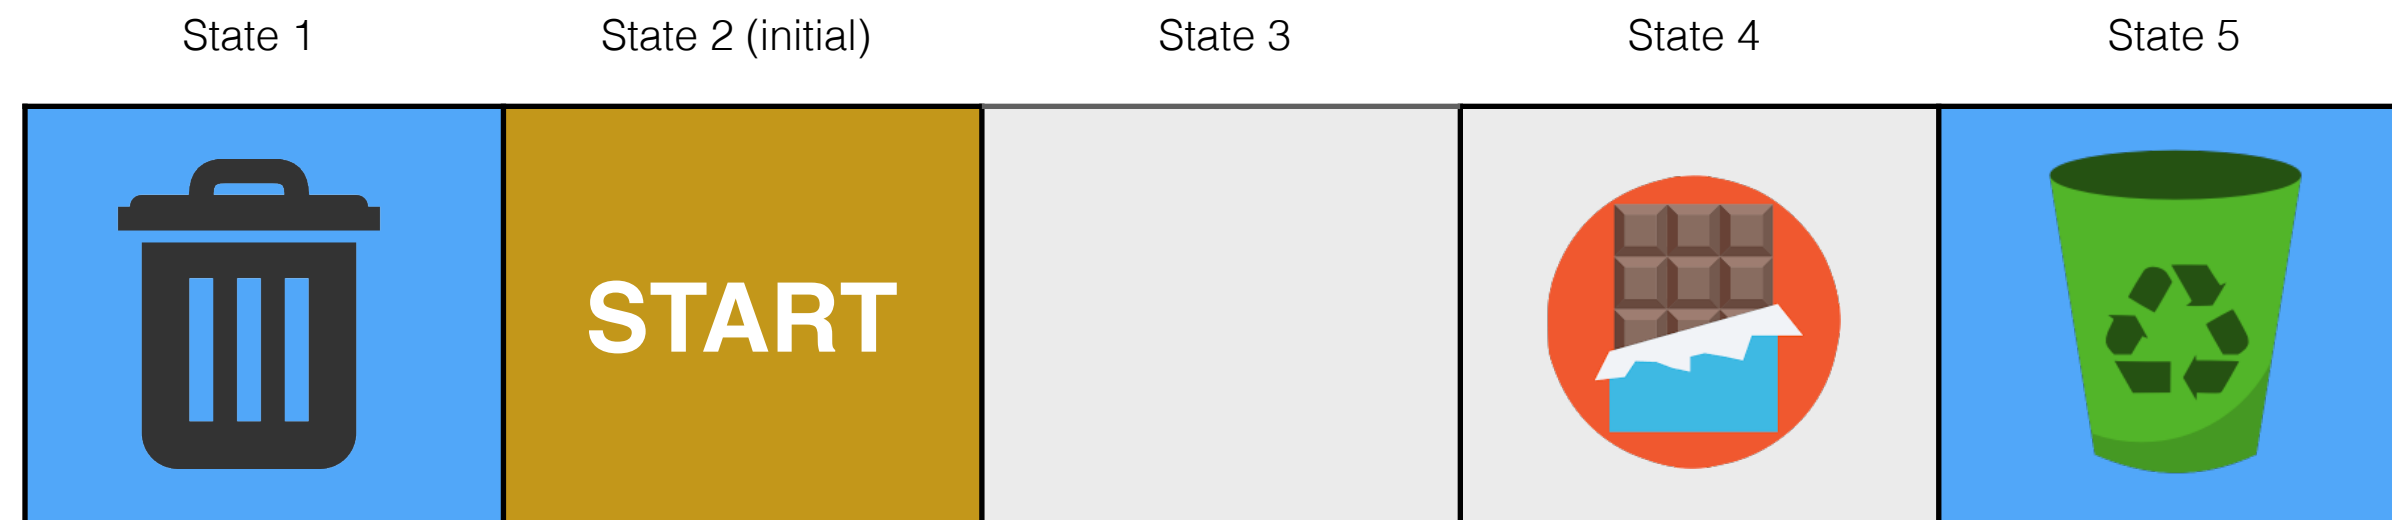 State 1
State 2 (initial)
State 3
State 4
State 5
START